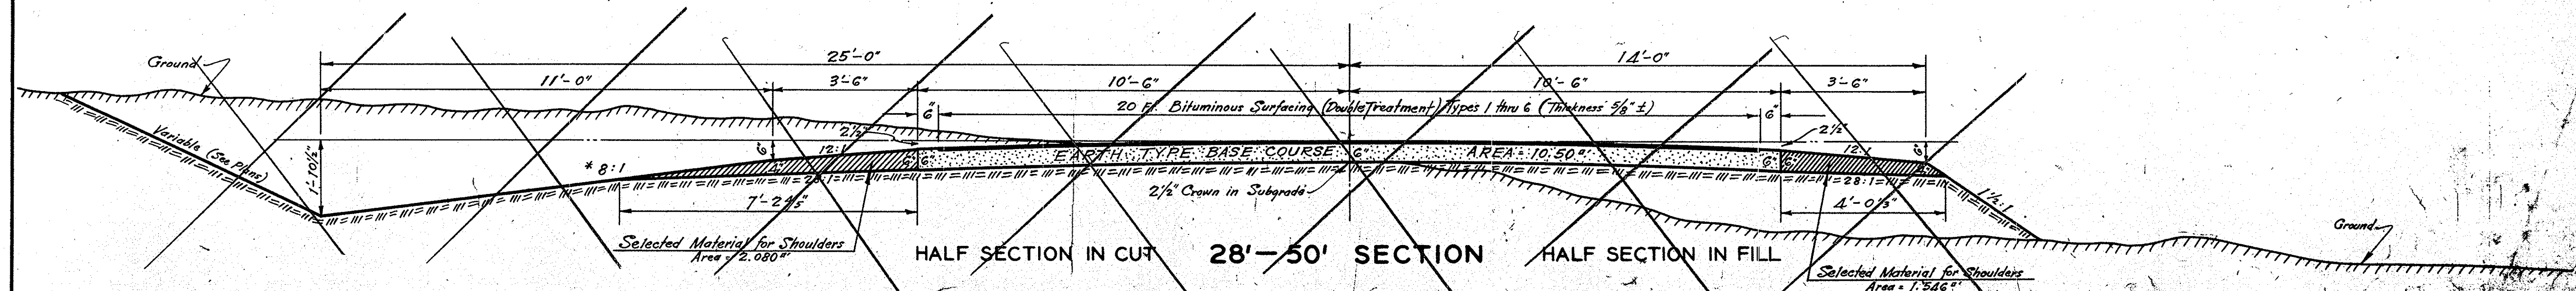 25'-0"
14'-0"
Ground
11'-0"
3'-6"
10'-6"
10'-6"
3'-6"
6"
20 Ft. Bituminous Surfacing (Double Treatment) Types 1 thru 6 (Thickness 5/8" ±)
6"
2½"
2½"
Variable (See Plans)
1'-10½"
6"
12:1
EARTH TYPE BASE COURSE
6"
AREA = 10.50 □'
12:1
6"
* 8:1
4"
28:1
6"
6"
6"
6"
28:1
1½:1
2½" Crown in Subgrade
7'-2⅘"
4'-0
Ground
Selected Material for Shoulders
Area = 2.080 □'
HALF SECTION IN CUT
28'-50' SECTION
HALF SECTION IN FILL
Selected Material for Shoulders
Area = 1.546 □'